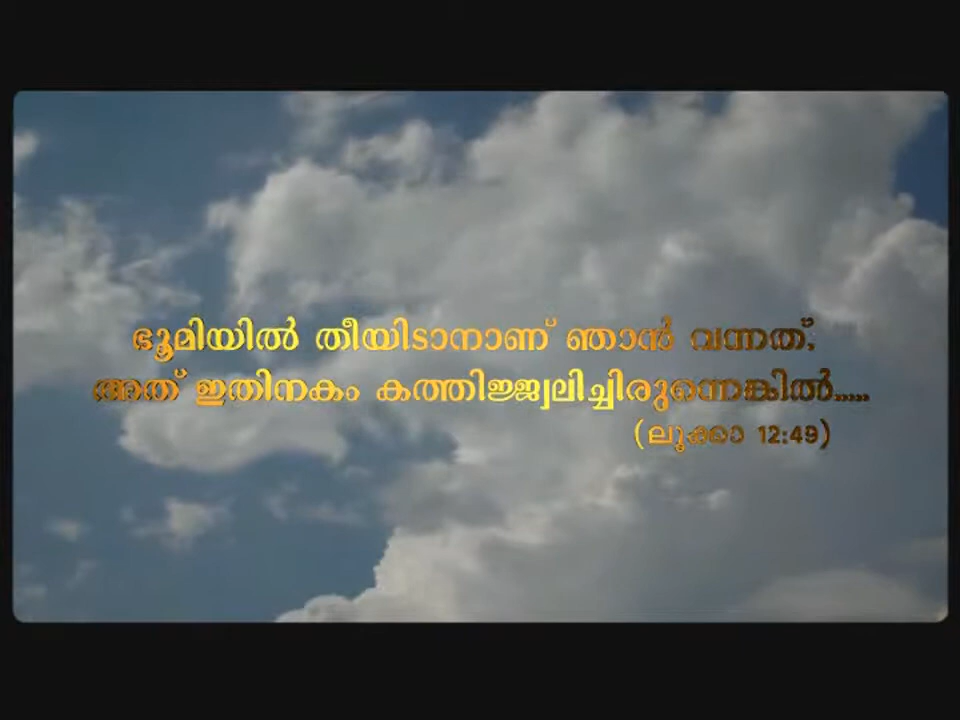 ഭൂമിയിൽ തീയിടാനാണ് ഞാൻ വന്നത്.
അത് ഇതിനകം കത്തിജ്ജ്വലിച്ചിരുന്നെങ്കിൽ.....
(ലൂക്കാ 12:49)